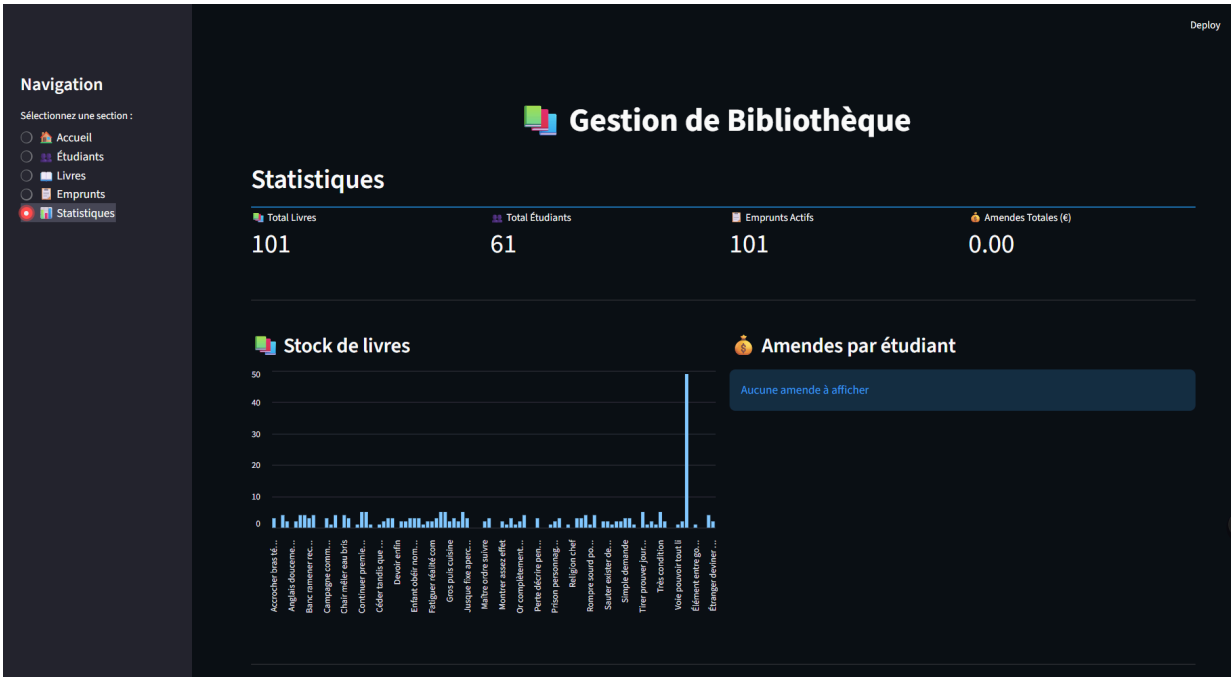 Deploy
Navigation
Sélectionnez une section :
Accueil
Étudiants
Livres
Emprunts
Statistiques
Gestion de Bibliothèque
Statistiques
Total Livres
101
Total Étudiants
61
Emprunts Actifs
101
Amendes Totales (€)
0.00
Stock de livres
50
40
30
20
10
0
Accrocher bras té…
Anglais douceme…
Banc ramener rec…
Campagne comm…
Chair mêler eau bris
Continuer premie…
Céder tandis que …
Devoir enfin
Enfant obéir nom…
Fatiguer réalité com
Gros puis cuisine
Jusque fixe aperc…
Maître ordre suivre
Montrer assez effet
Or complètement…
Perte décrire pen…
Prison personnag…
Religion chef
Rompre sourd po…
Sauter exister de…
Simple demande
Tirer prouver jour…
Très condition
Voie pouvoir tout li
Élément entre go…
Étranger deviner …
Amendes par étudiant
Aucune amende à afficher